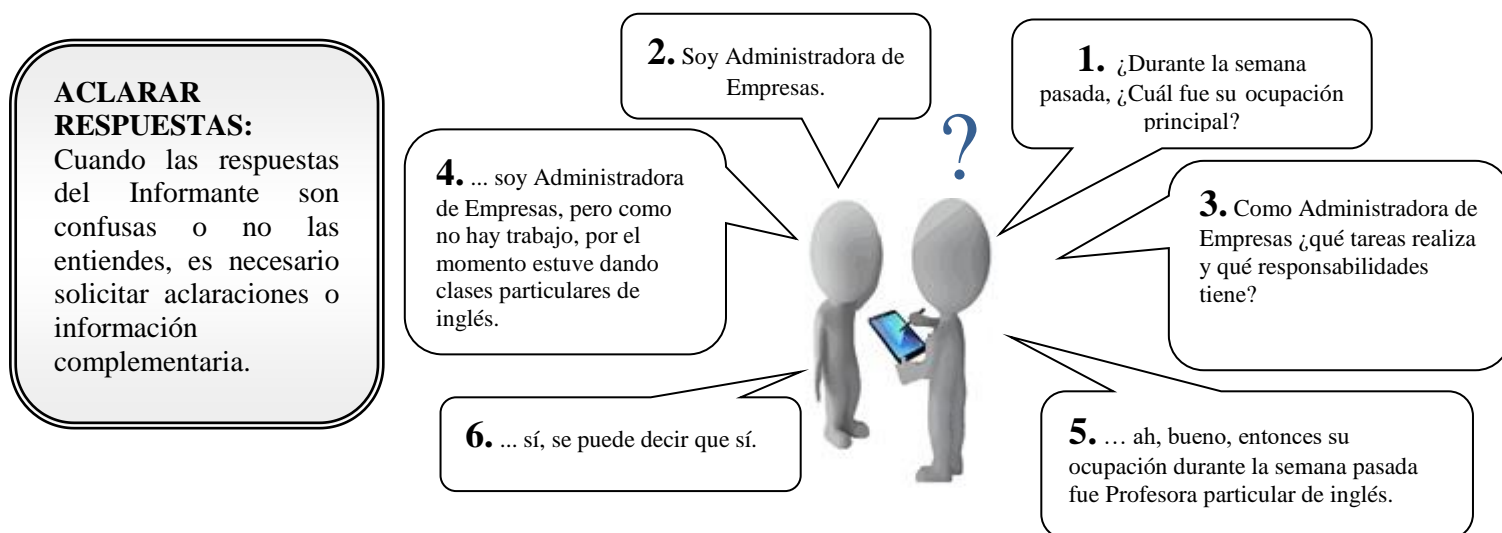 ACLARAR
RESPUESTAS:
Cuando las respuestas
del Informante son
confusas o no las
entiendes, es necesario
solicitar aclaraciones o
información
complementaria.
1. ¿Durante la semana
pasada, ¿Cuál fue su ocupación
principal?
2. Soy Administradora de
Empresas.
?
3. Como Administradora de
Empresas ¿qué tareas realiza
y qué responsabilidades
tiene?
4. ... soy Administradora
de Empresas, pero como
no hay trabajo, por el
momento estuve dando
clases particulares de
inglés.
5. … ah, bueno, entonces su
ocupación durante la semana pasada
fue Profesora particular de inglés.
6. ... sí, se puede decir que sí.